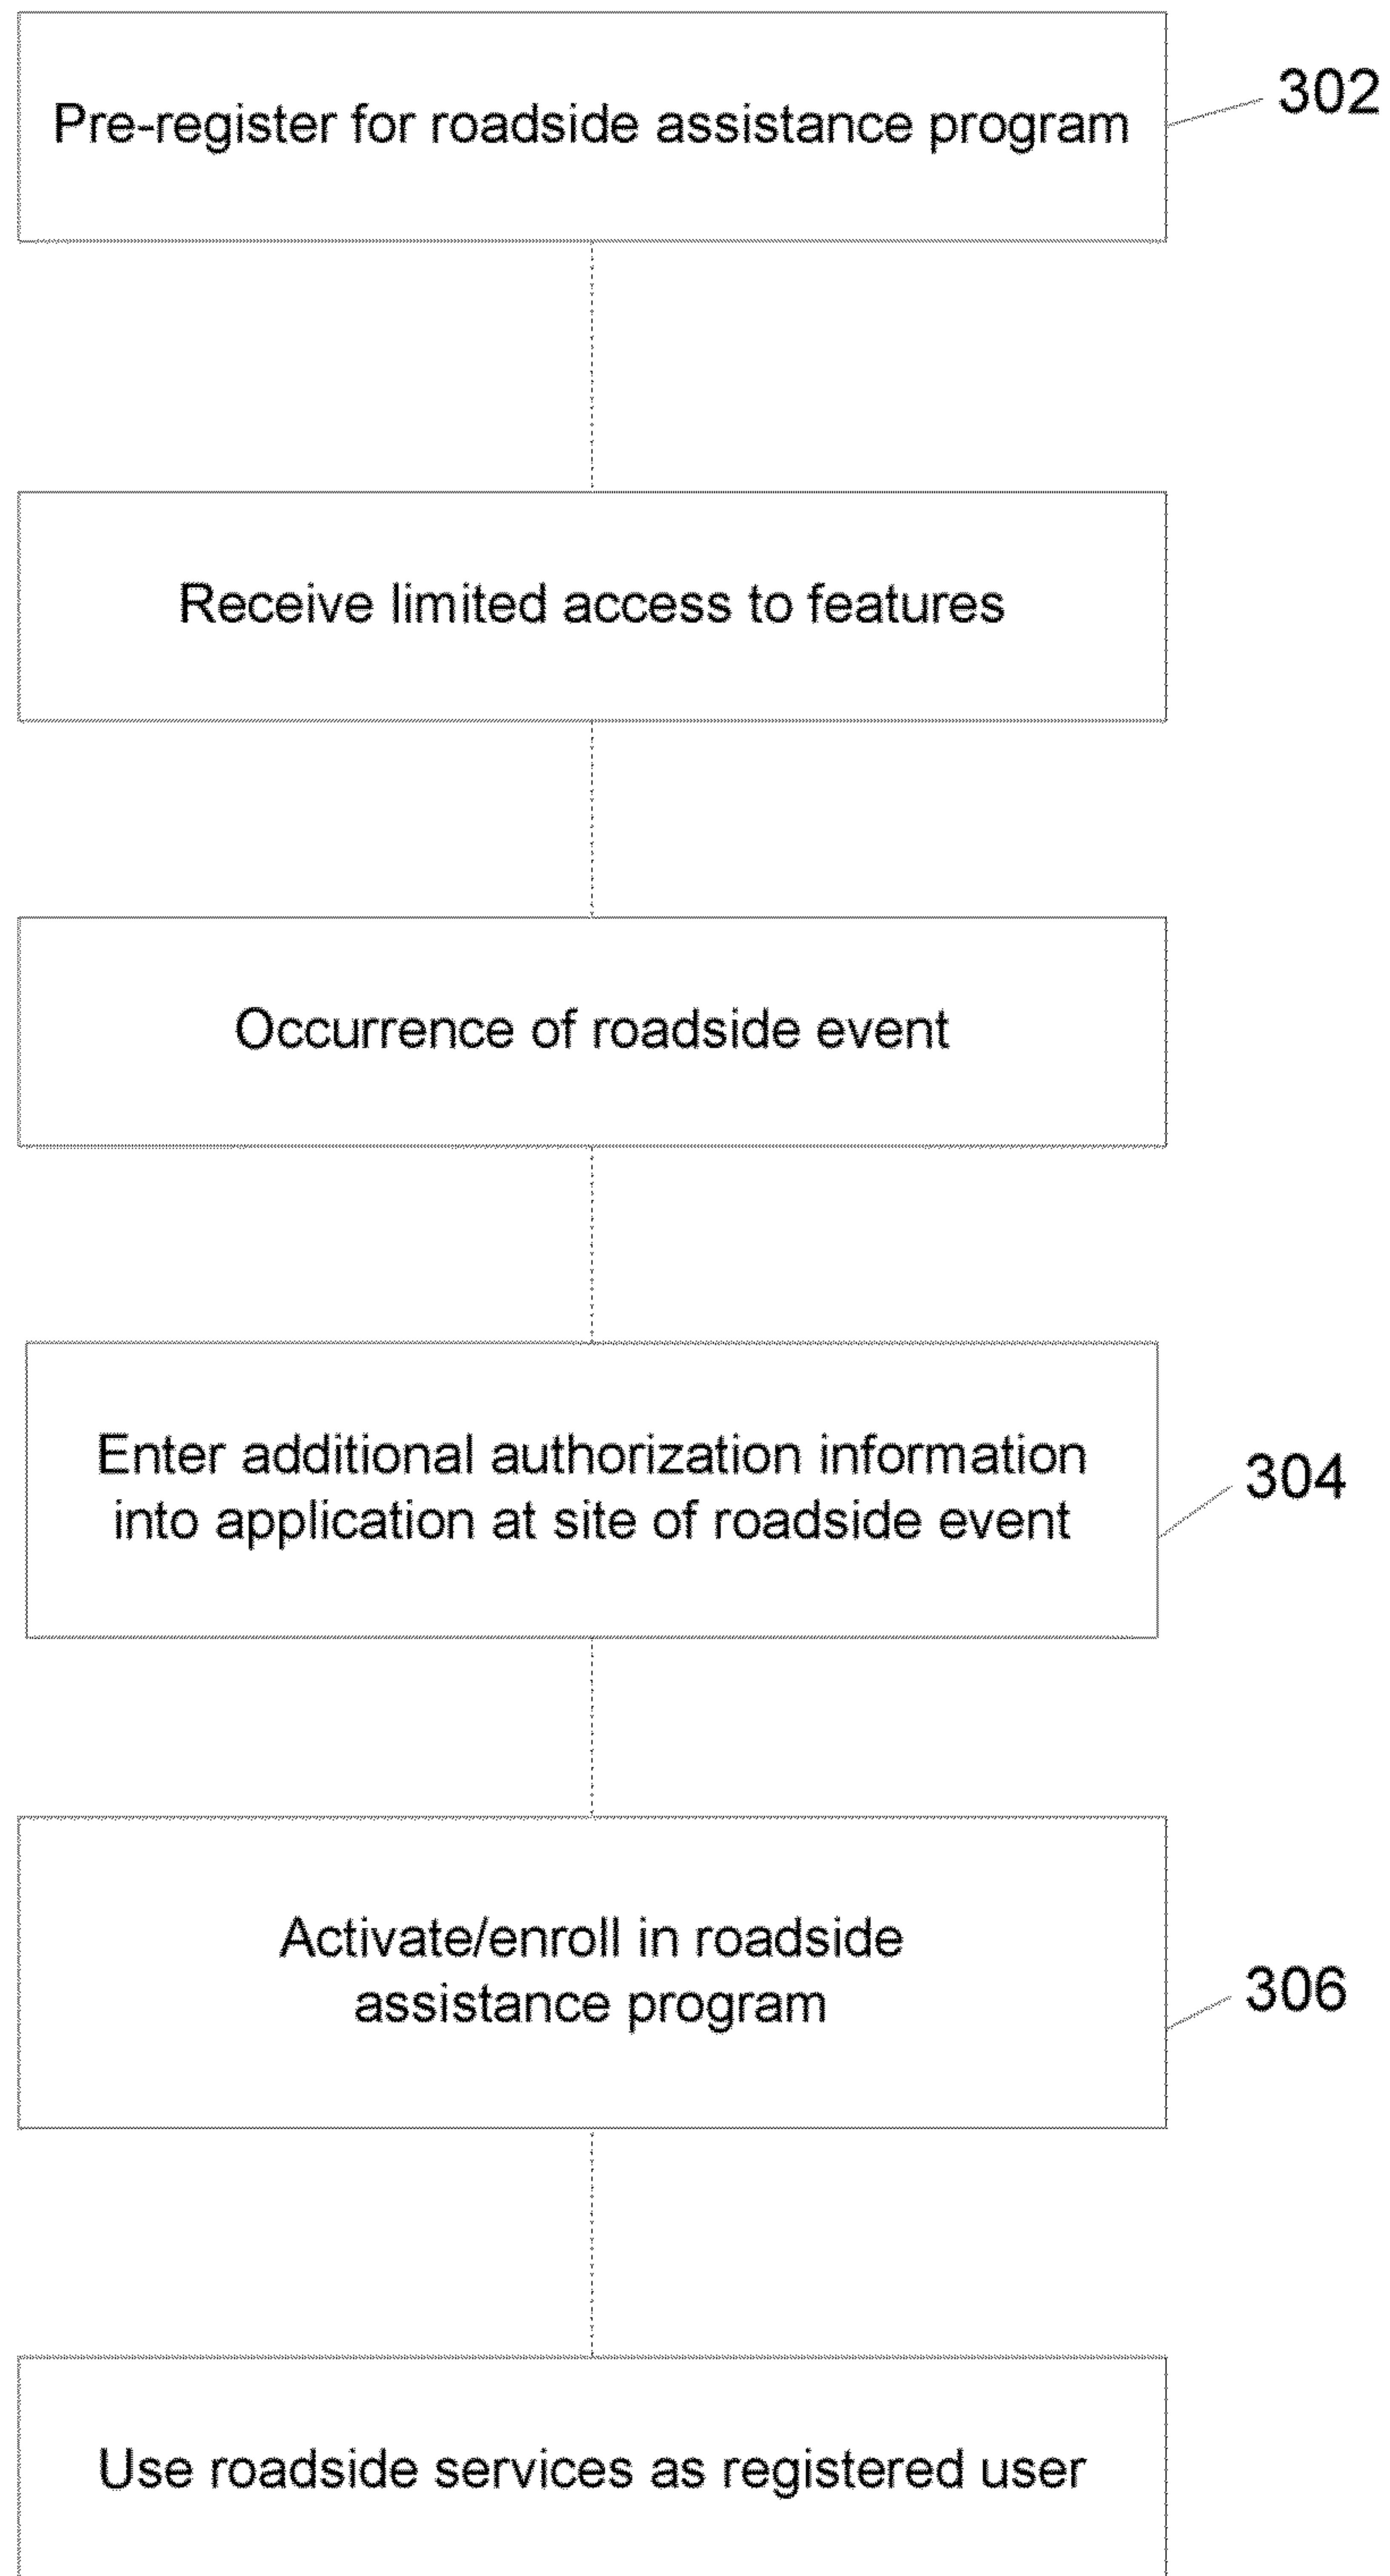 Pre-register for roadside assistance program
302
Receive limited access to features
Occurrence of roadside event
Enter additional authorization information
into application at site of roadside event
304
Activate/enroll in roadside
assistance program
306
Use roadside services as registered user